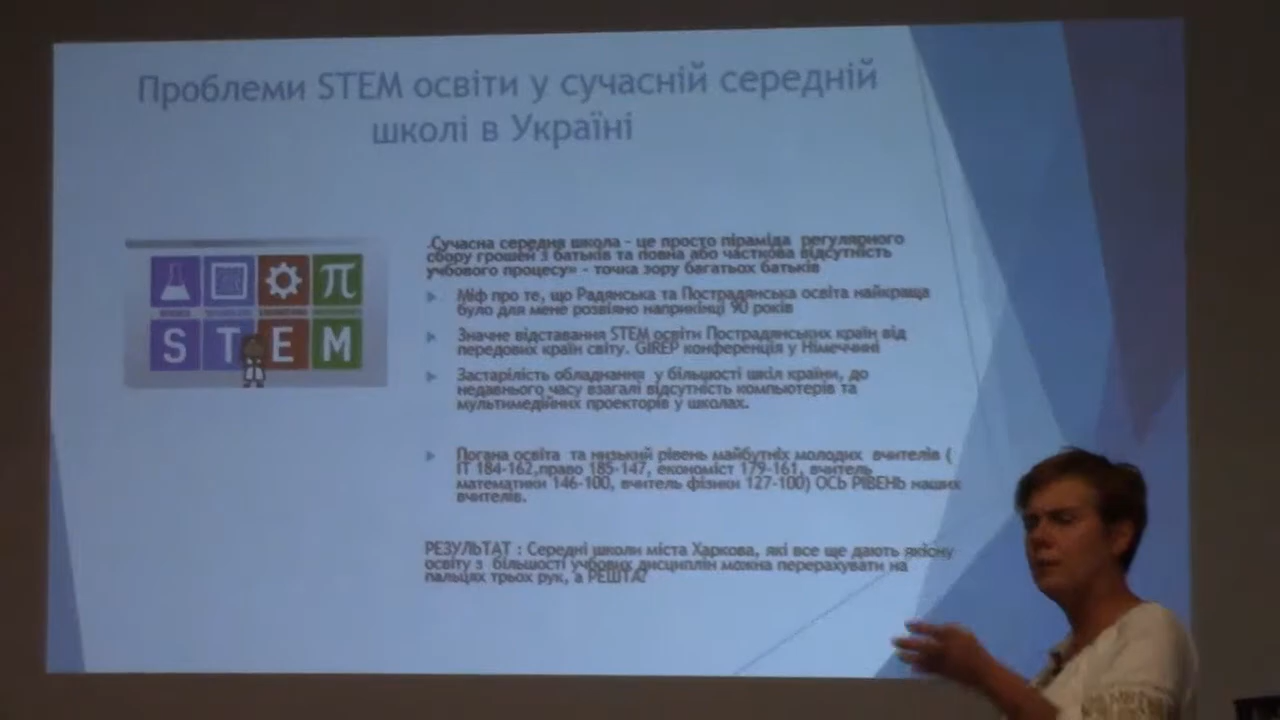 Проблеми STEM освіти у сучасній середній
школі в Україні
«Сучасна середня школа - це просто піраміда регулярного
сбору грошей з батьків та повна або часткова відсутність
учбового процесу» - точка зору багатьох батьків
Міф про те, що Радянська та Пострадянська освіта найкраща
було для мене розвіяно наприкінці 90 років
Значне відставання STEM освіти Пострадянських країн від
передових країн світу. GIREP конференція у Німеччині
Застарілість обладнання у більшості шкіл країни, до
недавнього часу взагалі відсутність компьютерів та
мультимедійних проекторів у школах.
Погана освіта та низький рівень майбутніх молодих вчителів (
ІТ 184-162,право 185-147, економіст 179-161, вчитель
математики 146-100, вчитель фізики 127-100) ОСЬ РІВЕНЬ наших
вчителів.
РЕЗУЛЬТАТ : Середні школи міста Харкова, які все ще дають якісну
освіту з більшості учбових дисциплін можна перерахувати на
пальцях трьох рук, а РЕШТА?
π
S T E M